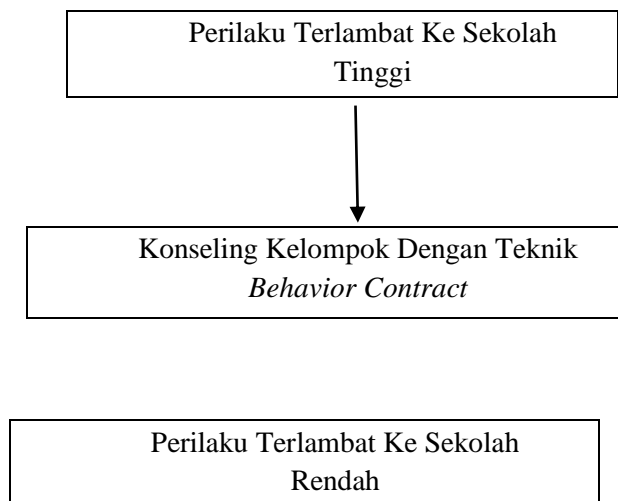 Perilaku Terlambat Ke Sekolah
Tinggi
Konseling Kelompok Dengan Teknik
Behavior Contract
Perilaku Terlambat Ke Sekolah
Rendah